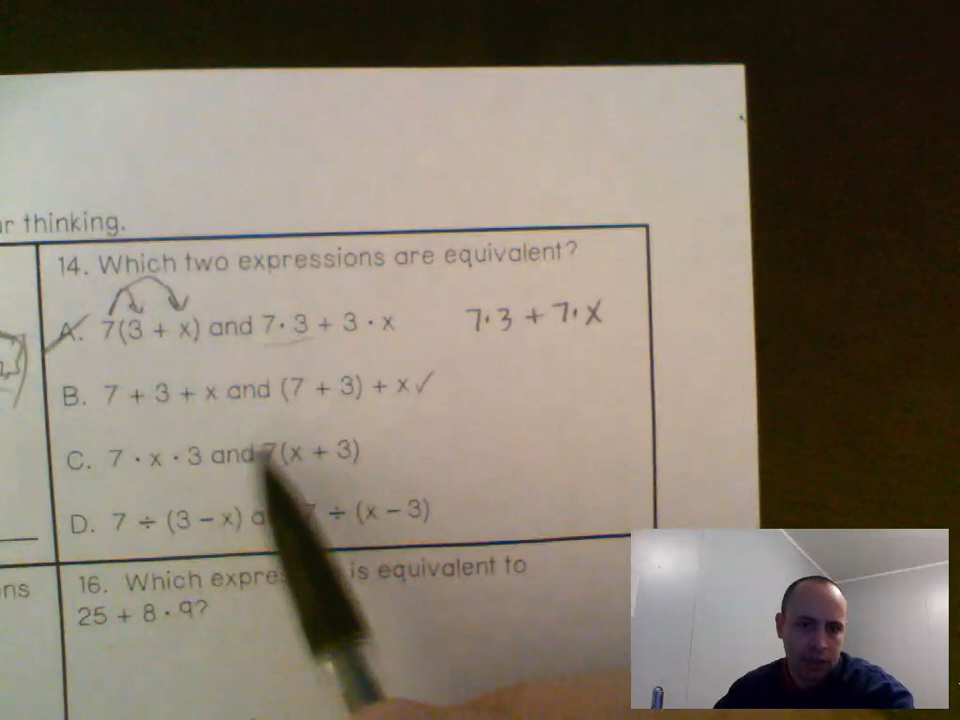 r thinking.
14. Which two expressions are equivalent?
A. 7(3 + x) and 7 · 3 + 3 · x
7·3 + 7·x
B. 7 + 3 + x and (7 + 3) + x ✓
C. 7 · x · 3 and 7(x + 3)
D. 7 ÷ (3 – x) a 7 ÷ (x – 3)
ns
16. Which expres is equivalent to
25 + 8 · 9?